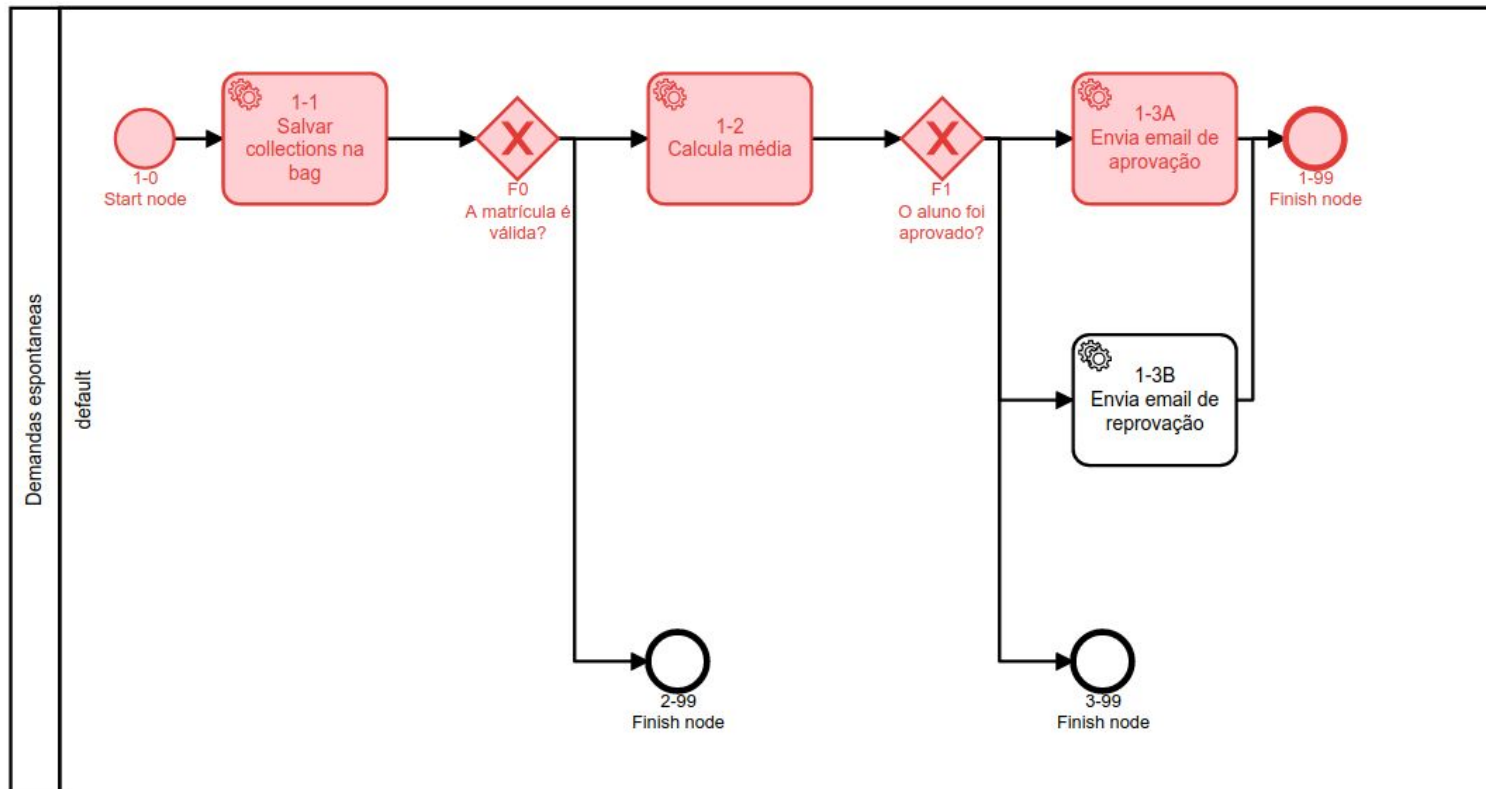 Demandas espontaneas
default
1-0
Start node
1-1
Salvar
collections na
bag
X
F0
A matrícula é
válida?
1-2
Calcula média
X
F1
O aluno foi
aprovado?
1-3A
Envia email de
aprovação
1-99
Finish node
1-3B
Envia email de
reprovação
2-99
Finish node
3-99
Finish node